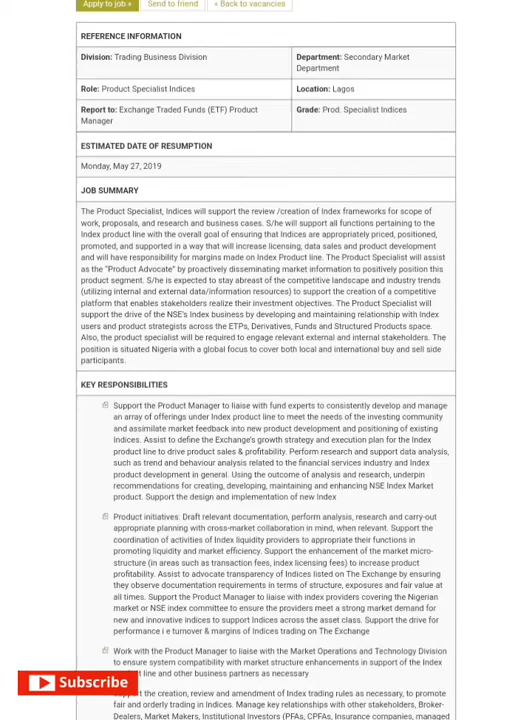 Apply to job »
Send to friend
« Back to vacancies
REFERENCE INFORMATION
Division: Trading Business Division
Department: Secondary Market
Department
Role: Product Specialist Indices
Location: Lagos
Report to: Exchange Traded Funds (ETF) Product
Manager
Grade: Prod. Specialist Indices
ESTIMATED DATE OF RESUMPTION
Monday, May 27, 2019
JOB SUMMARY
The Product Specialist, Indices will support the review /creation of Index frameworks for scope of
work, proposals, and research and business cases. S/he will support all functions pertaining to the
Index product line with the overall goal of ensuring that Indices are appropriately priced, positioned,
promoted, and supported in a way that will increase licensing, data sales and product development
and will have responsibility for margins made on Index Product line. The Product Specialist will assist
as the "Product Advocate" by proactively disseminating market information to positively position this
product segment. S/he is expected to stay abreast of the competitive landscape and industry trends
(utilizing internal and external data/information resources) to support the creation of a competitive
platform that enables stakeholders realize their investment objectives. The Product Specialist will
support the drive of the NSE's Index business by developing and maintaining relationship with Index
users and product strategists across the ETPs, Derivatives, Funds and Structured Products space.
Also, the product specialist will be required to engage relevant external and internal stakeholders. The
position is situated Nigeria with a global focus to cover both local and international buy and sell side
participants.
KEY RESPONSIBILITIES
Support the Product Manager to liaise with fund experts to consistently develop and manage
an array of offerings under Index product line to meet the needs of the investing community
and assimilate market feedback into new product development and positioning of existing
Indices. Assist to define the Exchange's growth strategy and execution plan for the Index
product line to drive product sales & profitability. Perform research and support data analysis,
such as trend and behaviour analysis related to the financial services industry and Index
product development in general. Using the outcome of analysis and research, underpin
recommendations for creating, developing, maintaining and enhancing NSE Index Market
product. Support the design and implementation of new Index
Product initiatives: Draft relevant documentation, perform analysis, research and carry-out
appropriate planning with cross-market collaboration in mind, when relevant. Support the
coordination of activities of Index liquidity providers to appropriate their functions in
promoting liquidity and market efficiency. Support the enhancement of the market micro-
structure (in areas such as transaction fees, index licensing fees) to increase product
profitability. Assist to advocate transparency of Indices listed on The Exchange by ensuring
they observe documentation requirements in terms of structure, exposures and fair value at
all times. Support the Product Manager to liaise with index providers covering the Nigerian
market or NSE index committee to ensure the providers meet a strong market demand for
new and innovative indices to support Indices across the asset class. Support the drive for
performance i e turnover & margins of Indices trading on The Exchange
Work with the Product Manager to liaise with the Market Operations and Technology Division
to ensure system compatibility with market structure enhancements in support of the Index
line and other business partners as necessary
Subscribe
the creation, review and amendment of Index trading rules as necessary, to promote
fair and orderly trading in Indices. Manage key relationships with other stakeholders, Broker-
Dealers, Market Makers, Institutional Investors (PFAs, CPFAs, Insurance companies, managed